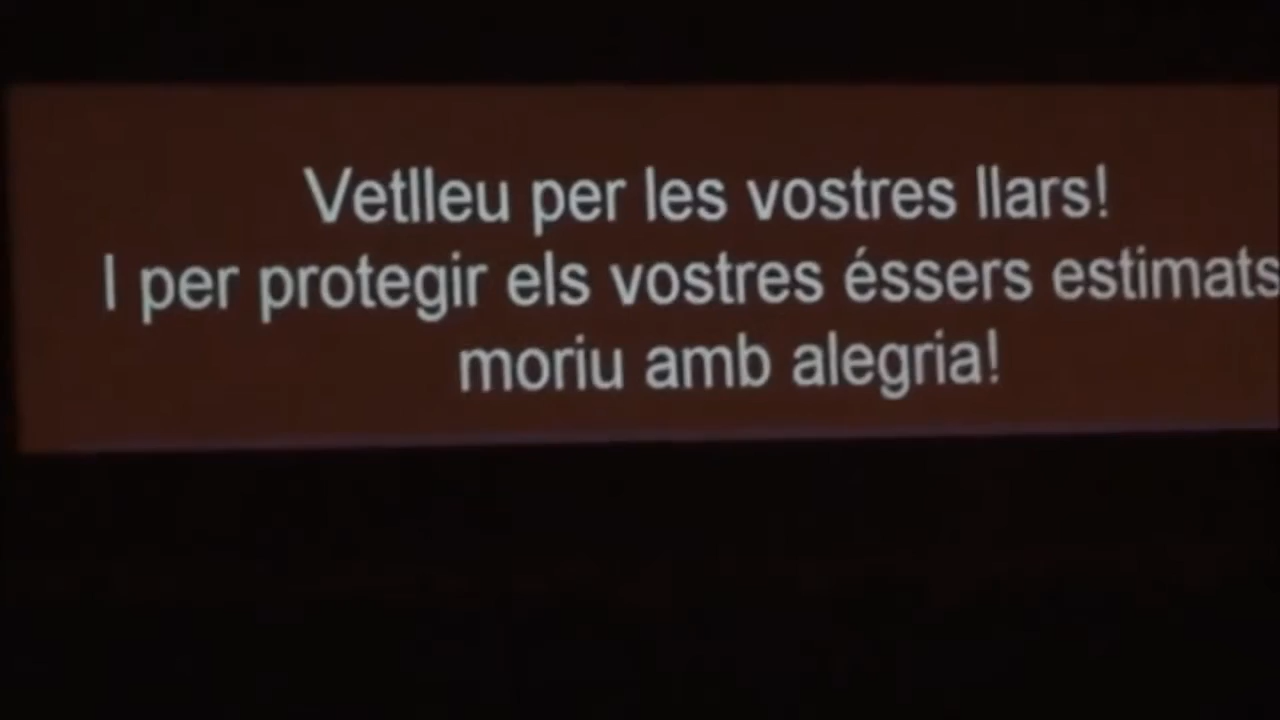 Vetlleu per les vostres llars!
I per protegir els vostres éssers estimats
moriu amb alegria!